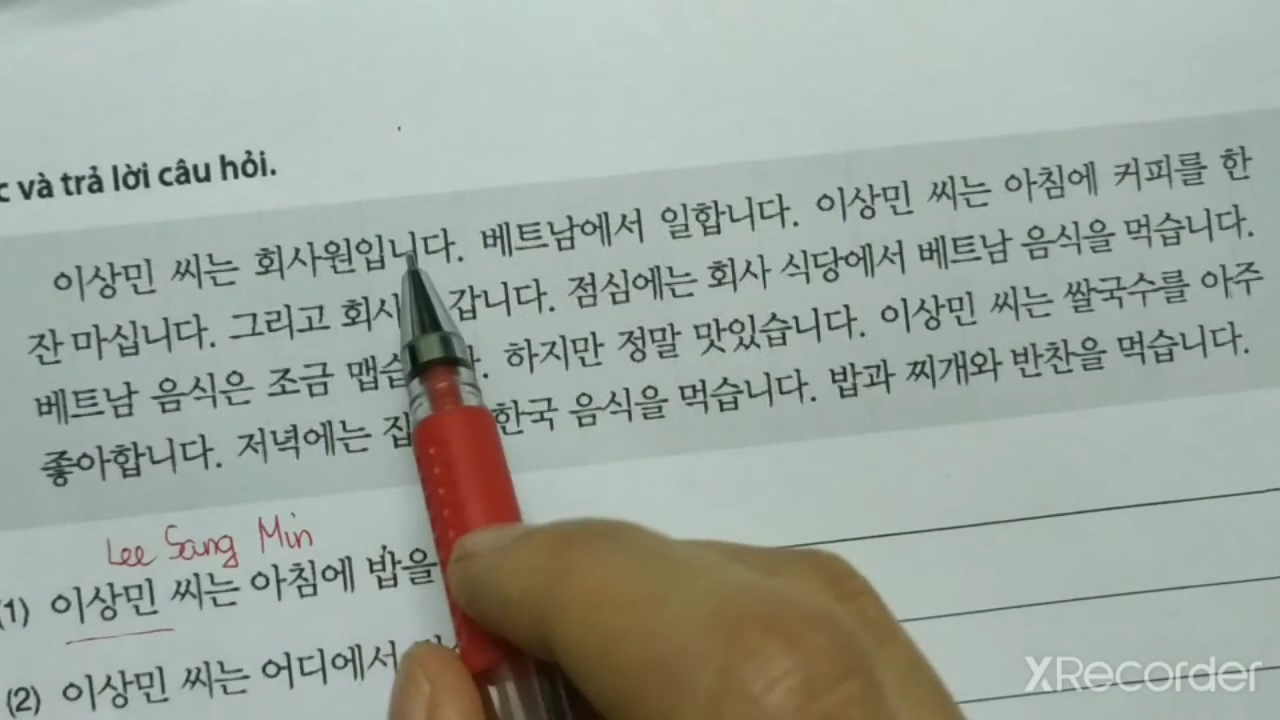 và trả lời câu hỏi.
이상민 씨는 회사원입니다. 베트남에서 일합니다. 이상민 씨는 아침에 커피를 한
잔 마십니다. 그리고 회사 갑니다. 점심에는 회사 식당에서 베트남 음식을 먹습니다.
베트남 음식은 조금 하지만 정말 맛있습니다. 이상민 씨는 쌀국수를 아주
좋아합니다. 저녁에는 한국 음식을 먹습니다. 밥과 찌개와 반찬을 먹습니다.
Lee Sang Min
(1) 이상민 씨는 아침에 밥을
(2) 이상민 씨는 어디에서
XRecorder